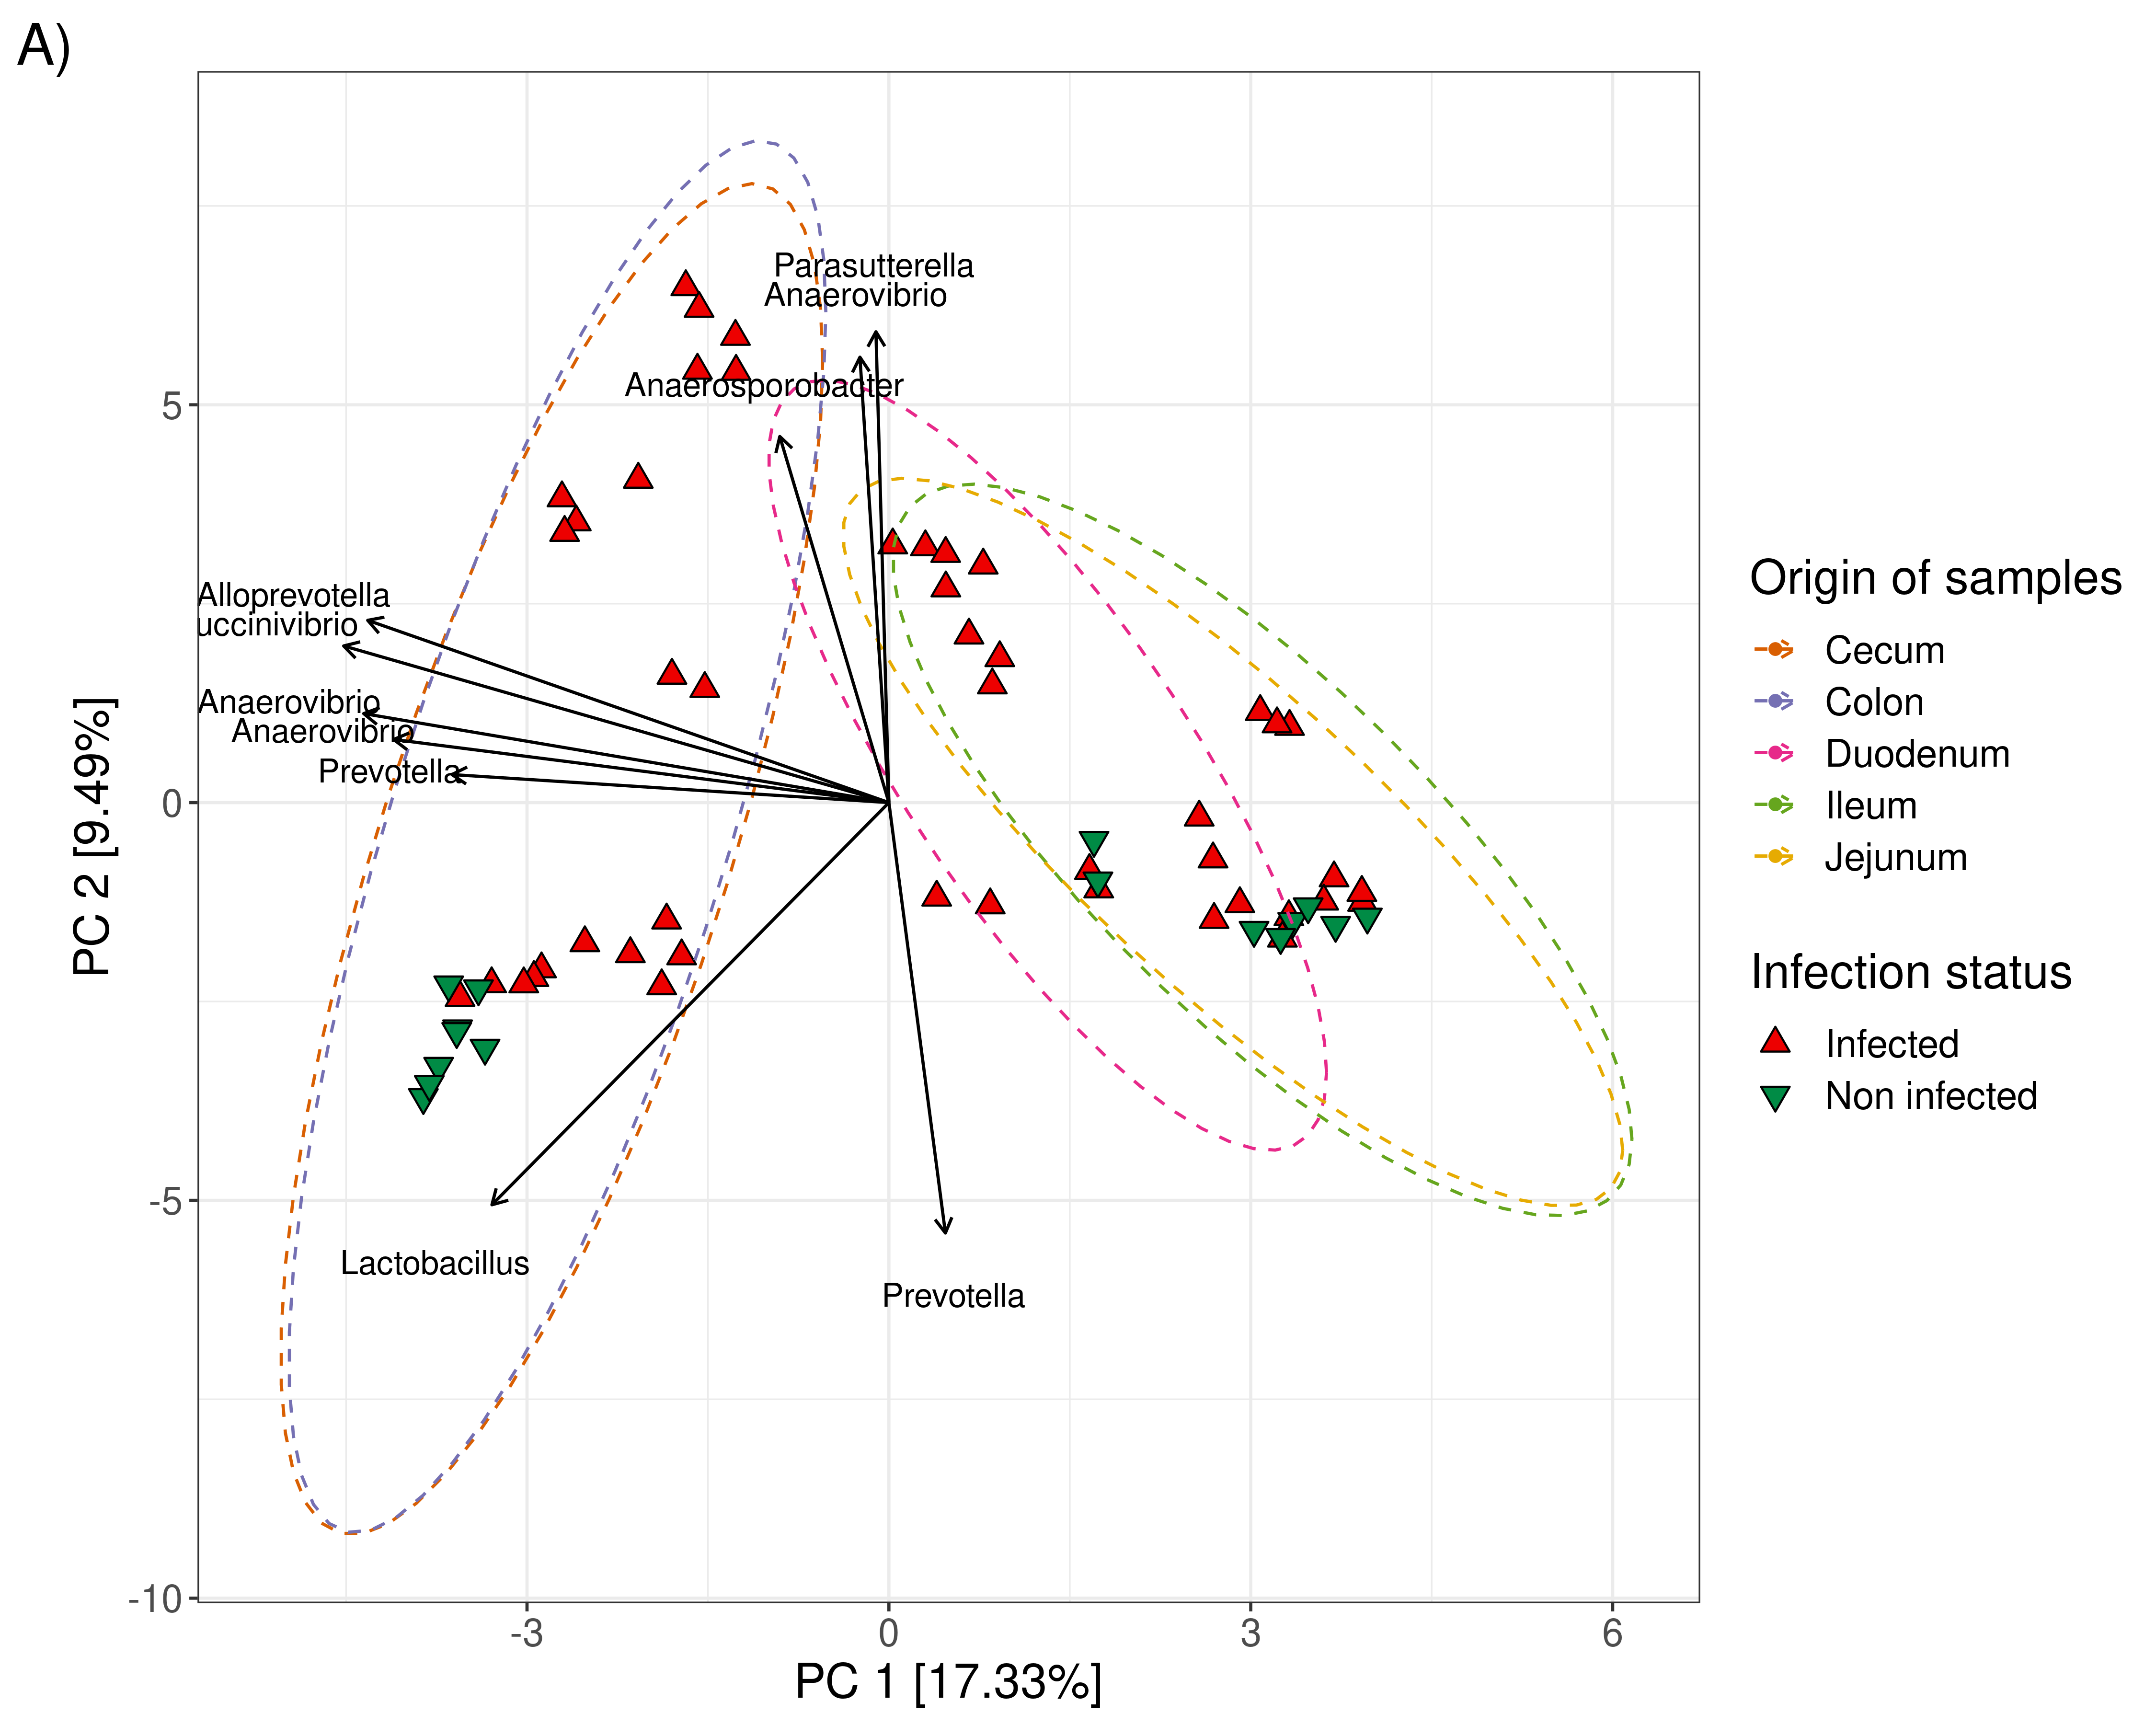 A)
Parasutterella
Anaerovibrio
Anaerosporobacter
Alloprevotella
uccinivibrio
Anaerovibrio
Anaerovibrio
Prevotella
Lactobacillus
Prevotella
5
0
-5
-10
-3
0
3
6
PC 1 [17.33%]
PC 2 [9.49%]
Origin of samples
Cecum
Colon
Duodenum
Ileum
Jejunum
Infection status
Infected
Non infected